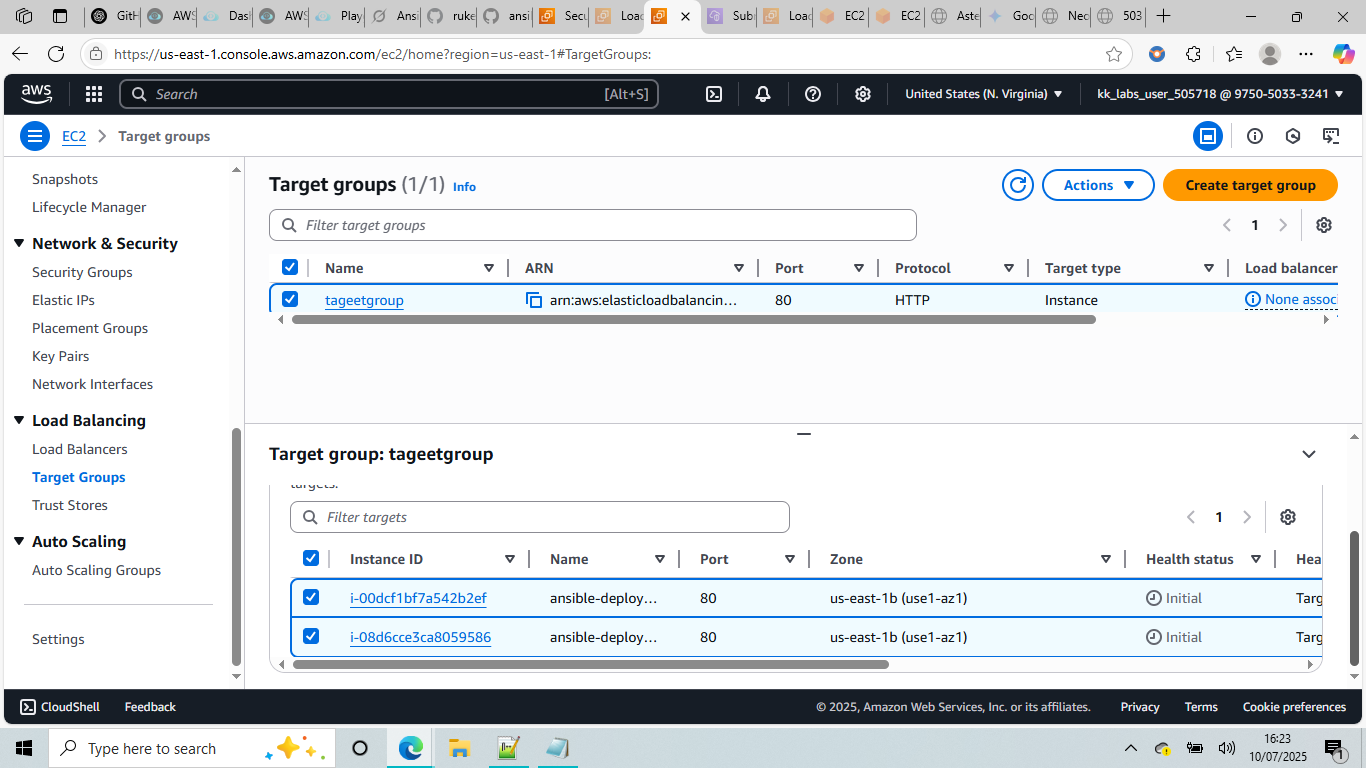 GitH
AWS
Dash
AWS
Play
Ansi
ruke
ansi
Secu
Load
Subn
Load
EC2
EC2
Aste
Goo
Nec
503
https://us-east-1.console.aws.amazon.com/ec2/home?region=us-east-1#TargetGroups:
aws
Search
[Alt+S]
United States (N. Virginia)
kk_labs_user_505718 @ 9750-5033-3241
EC2
Target groups
Snapshots
Lifecycle Manager
Network & Security
Security Groups
Elastic IPs
Placement Groups
Key Pairs
Network Interfaces
Load Balancing
Load Balancers
Target Groups
Trust Stores
Auto Scaling
Auto Scaling Groups
Settings
Target groups (1/1) Info
Actions
Create target group
Filter target groups
1
Name ARN Port Protocol Target type Load balancer
tageetgroup arn:aws:elasticloadbalancin… 80 HTTP Instance None assoc
Target group: tageetgroup
targets.
Filter targets
1
Instance ID Name Port Zone Health status Hea
i-00dcf1bf7a542b2ef ansible-deploy… 80 us-east-1b (use1-az1) Initial Targ
i-08d6cce3ca8059586 ansible-deploy… 80 us-east-1b (use1-az1) Initial Targ
CloudShell Feedback © 2025, Amazon Web Services, Inc. or its affiliates. Privacy Terms Cookie preferences
Type here to search
16:23
10/07/2025
1